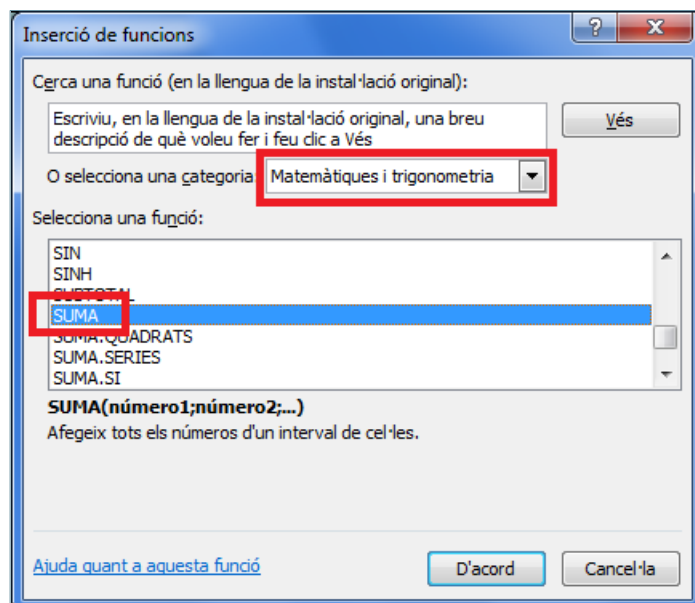 Inserció de funcions
Cerca una funció (en la llengua de la instal·lació original):
Escriviu, en la llengua de la instal·lació original, una breu
descripció de què voleu fer i feu clic a Vés
Vés
O selecciona una categoria: Matemàtiques i trigonometria
Selecciona una funció:
SIN
SINH
SUBTOTAL
SUMA
SUMA.QUADRATS
SUMA.SERIES
SUMA.SI
SUMA(número1;número2;...)
Afegeix tots els números d'un interval de cel·les.
Ajuda quant a aquesta funció
D'acord
Cancel·la